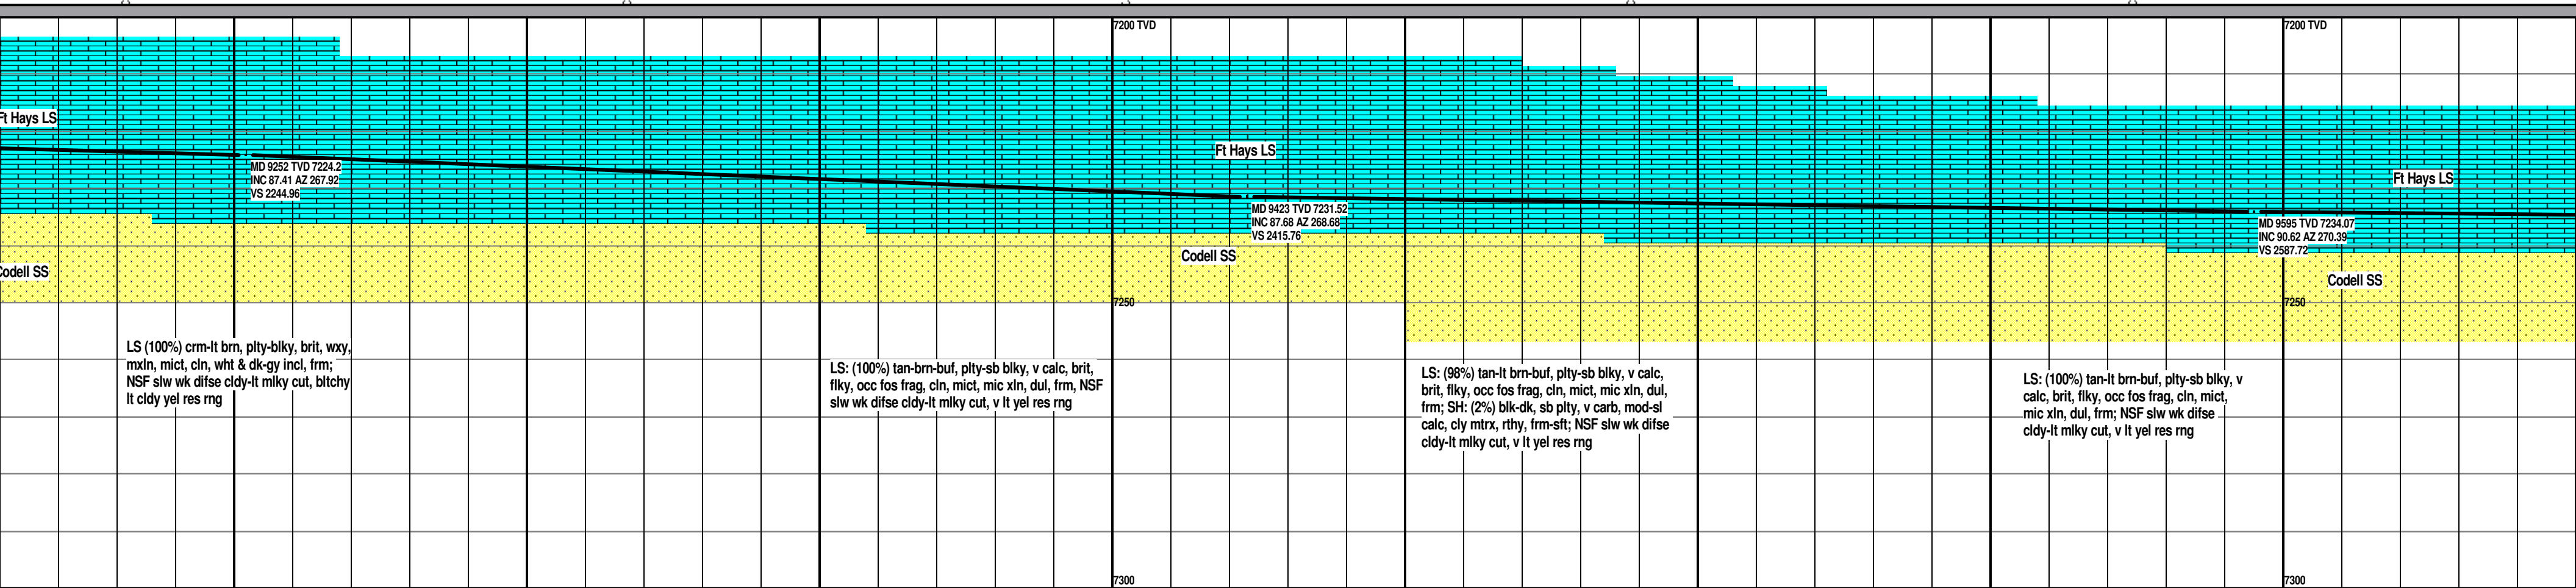 7200 TVD
7200 TVD
Ft Hays LS
Ft Hays LS
Ft Hays LS
MD 9252 TVD 7224.2
INC 87.41 AZ 267.92
VS 2244.96
MD 9423 TVD 7231.52
INC 87.68 AZ 268.68
VS 2415.76
MD 9595 TVD 7234.07
INC 90.62 AZ 270.39
VS 2587.72
Codell SS
Codell SS
Codell SS
7250
7250
LS (100%) crm-lt brn, plty-blky, brit, wxy,
mxln, mict, cln, wht & dk-gy incl, frm;
NSF slw wk difse cldy-lt mlky cut, bltchy
lt cldy yel res rng
LS: (100%) tan-brn-buf, plty-sb blky, v calc, brit,
flky, occ fos frag, cln, mict, mic xln, dul, frm, NSF
slw wk difse cldy-lt mlky cut, v lt yel res rng
LS: (98%) tan-lt brn-buf, plty-sb blky, v calc,
brit, flky, occ fos frag, cln, mict, mic xln, dul,
frm; SH: (2%) blk-dk, sb plty, v carb, mod-sl
calc, cly mtrx, rthy, frm-sft; NSF slw wk difse
cldy-lt mlky cut, v lt yel res rng
LS: (100%) tan-lt brn-buf, plty-sb blky, v
calc, brit, flky, occ fos frag, cln, mict,
mic xln, dul, frm; NSF slw wk difse
cldy-lt mlky cut, v lt yel res rng
7300
7300